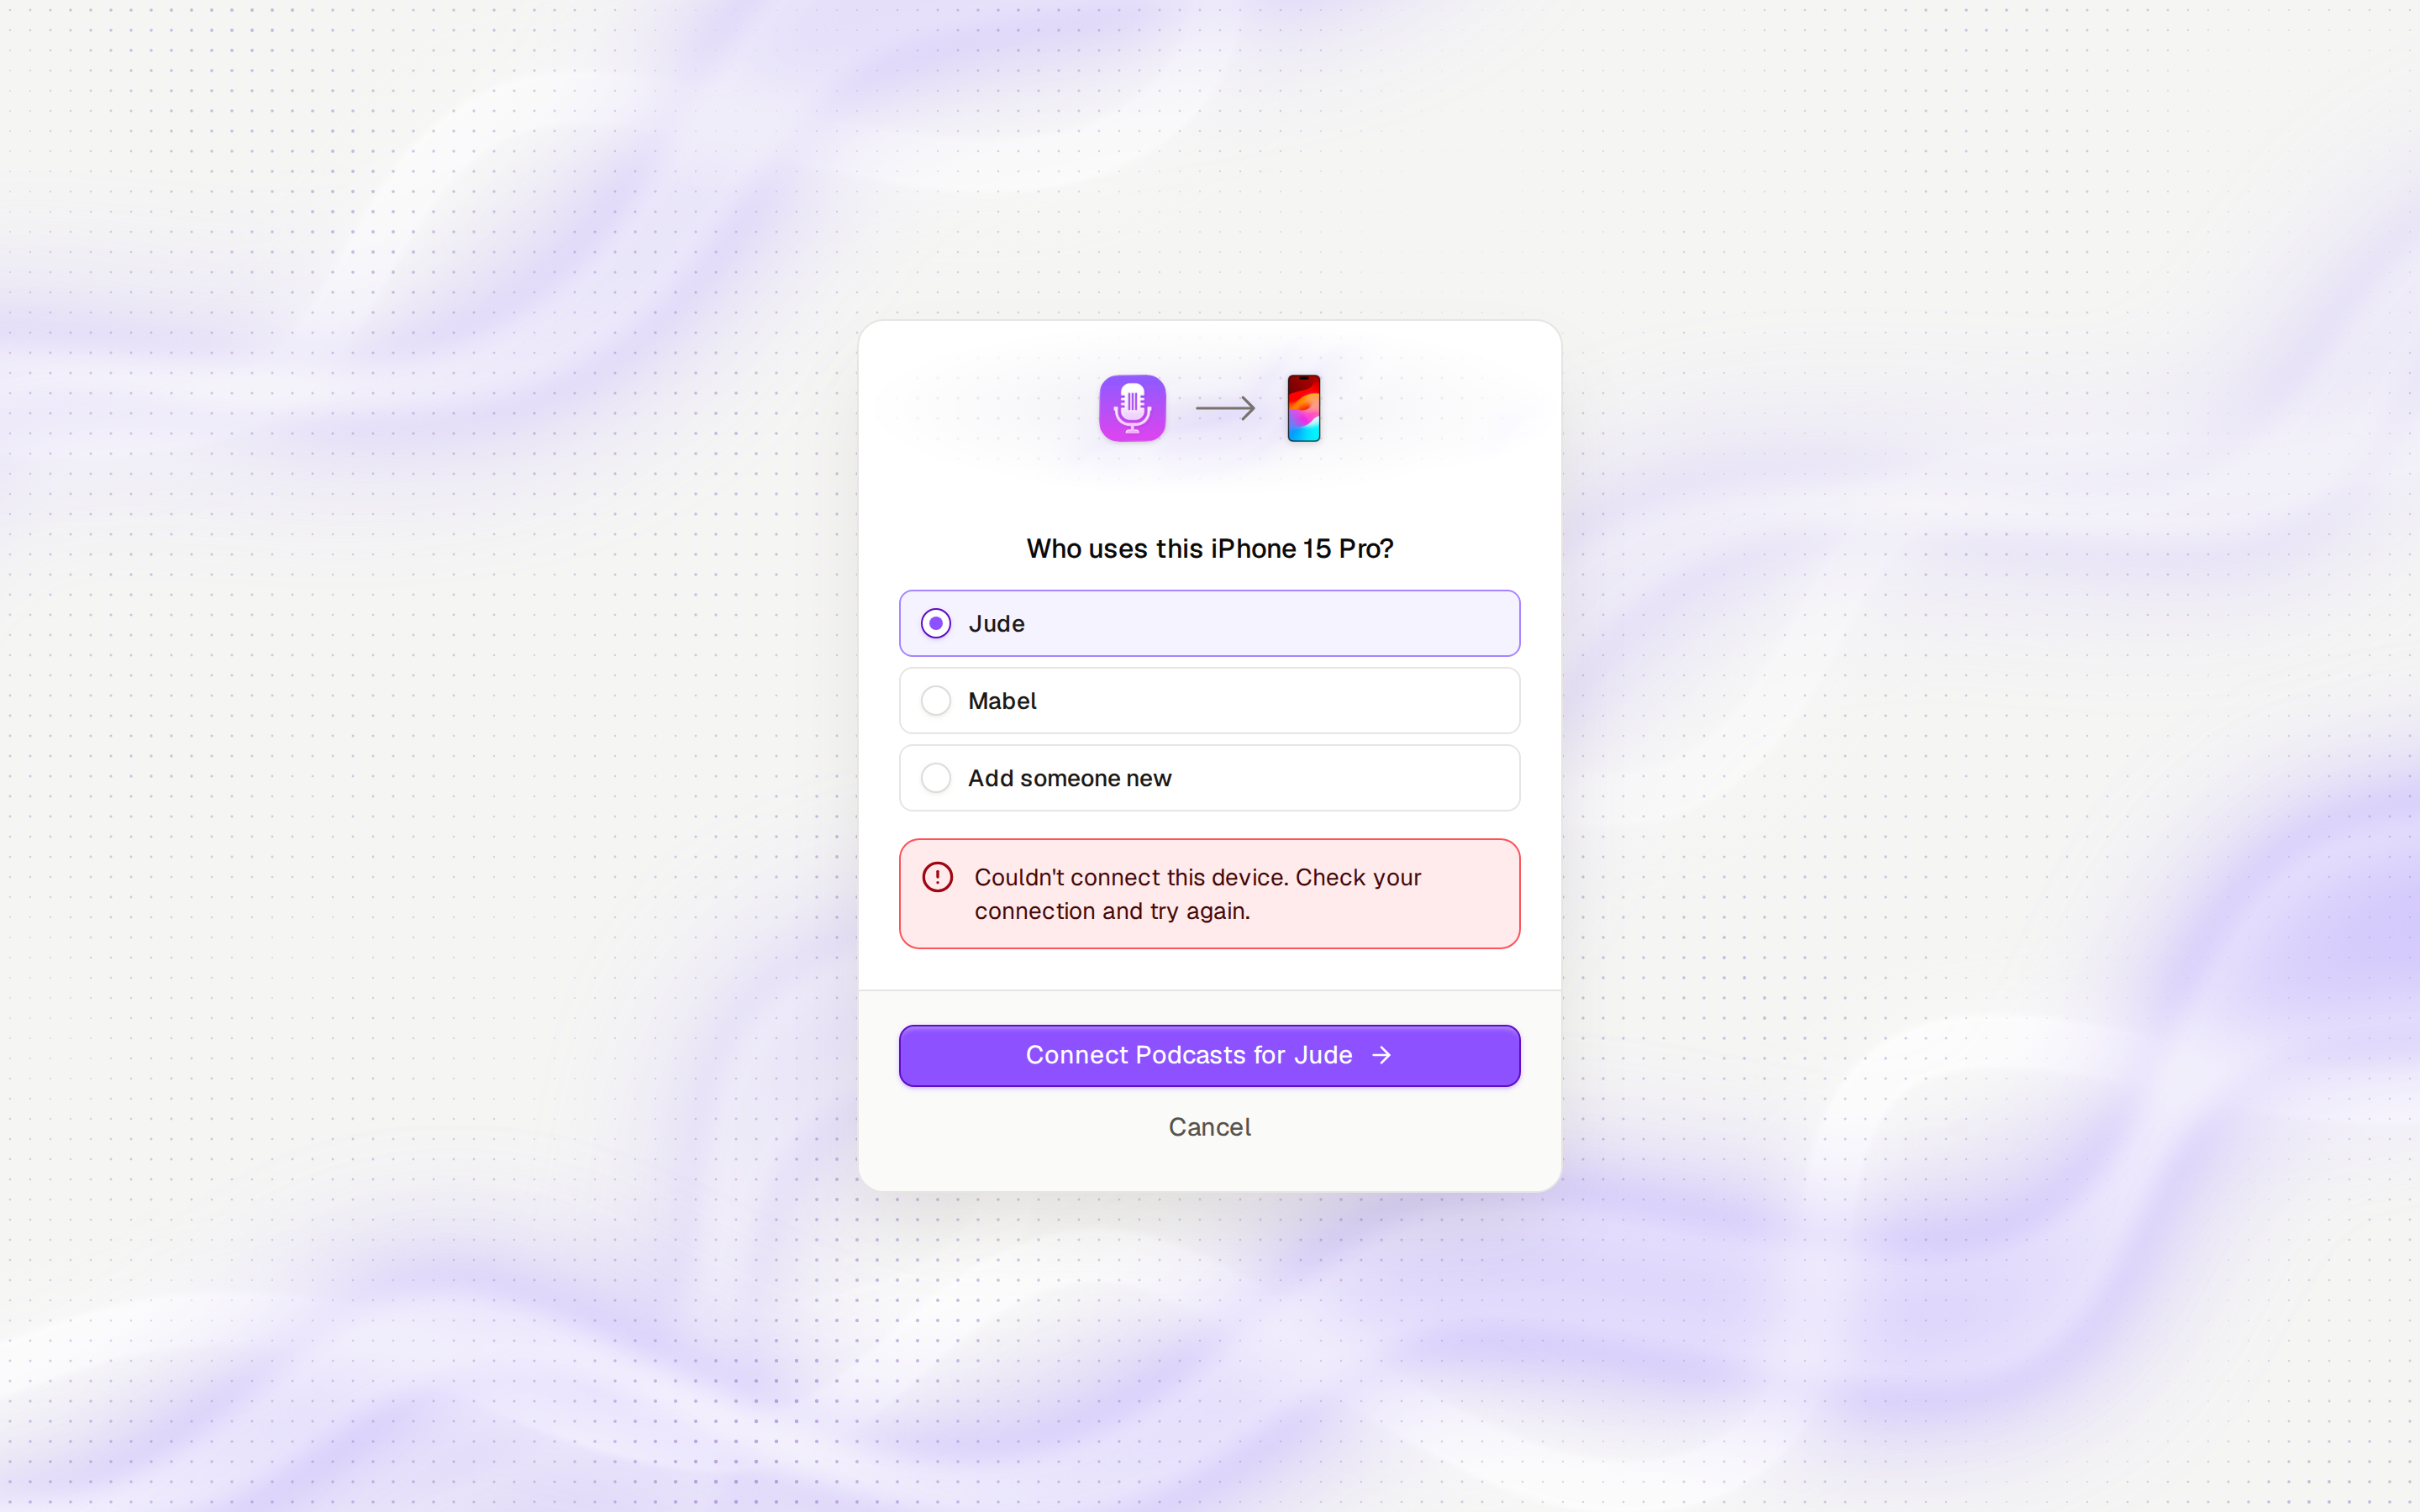 Who uses this iPhone 15 Pro?
Jude
Mabel
Add someone new
Couldn't connect this device. Check your
connection and try again.
Connect Podcasts for Jude
Cancel